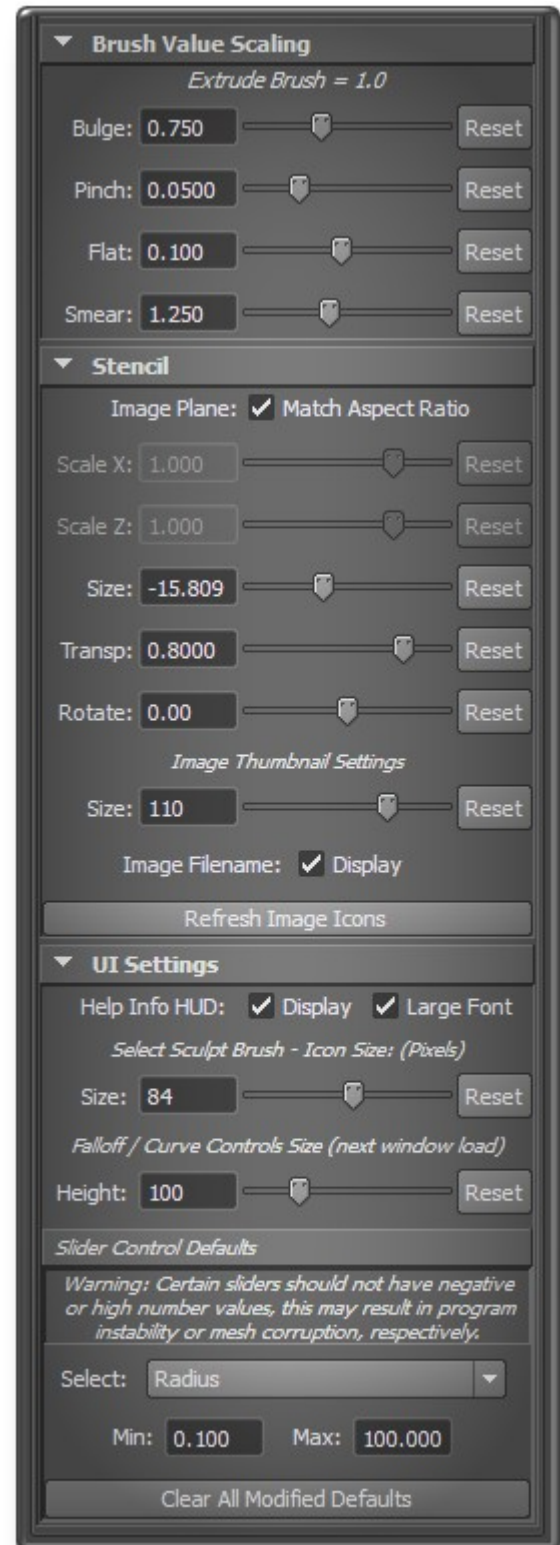 Brush Value Scaling
Extrude Brush = 1.0
Bulge: 0.750 Reset
Pinch: 0.0500 Reset
Flat: 0.100 Reset
Smear: 1.250 Reset
Stencil
Image Plane: Match Aspect Ratio
Scale X: 1.000 Reset
Scale Z: 1.000 Reset
Size: -15.809 Reset
Transp: 0.8000 Reset
Rotate: 0.00 Reset
Image Thumbnail Settings
Size: 110 Reset
Image Filename: Display
Refresh Image Icons
UI Settings
Help Info HUD: Display Large Font
Select Sculpt Brush - Icon Size: (Pixels)
Size: 84 Reset
Falloff / Curve Controls Size (next window load)
Height: 100 Reset
Slider Control Defaults
Warning: Certain sliders should not have negative
or high number values, this may result in program
instability or mesh corruption, respectively.
Select: Radius
Min: 0.100 Max: 100.000
Clear All Modified Defaults